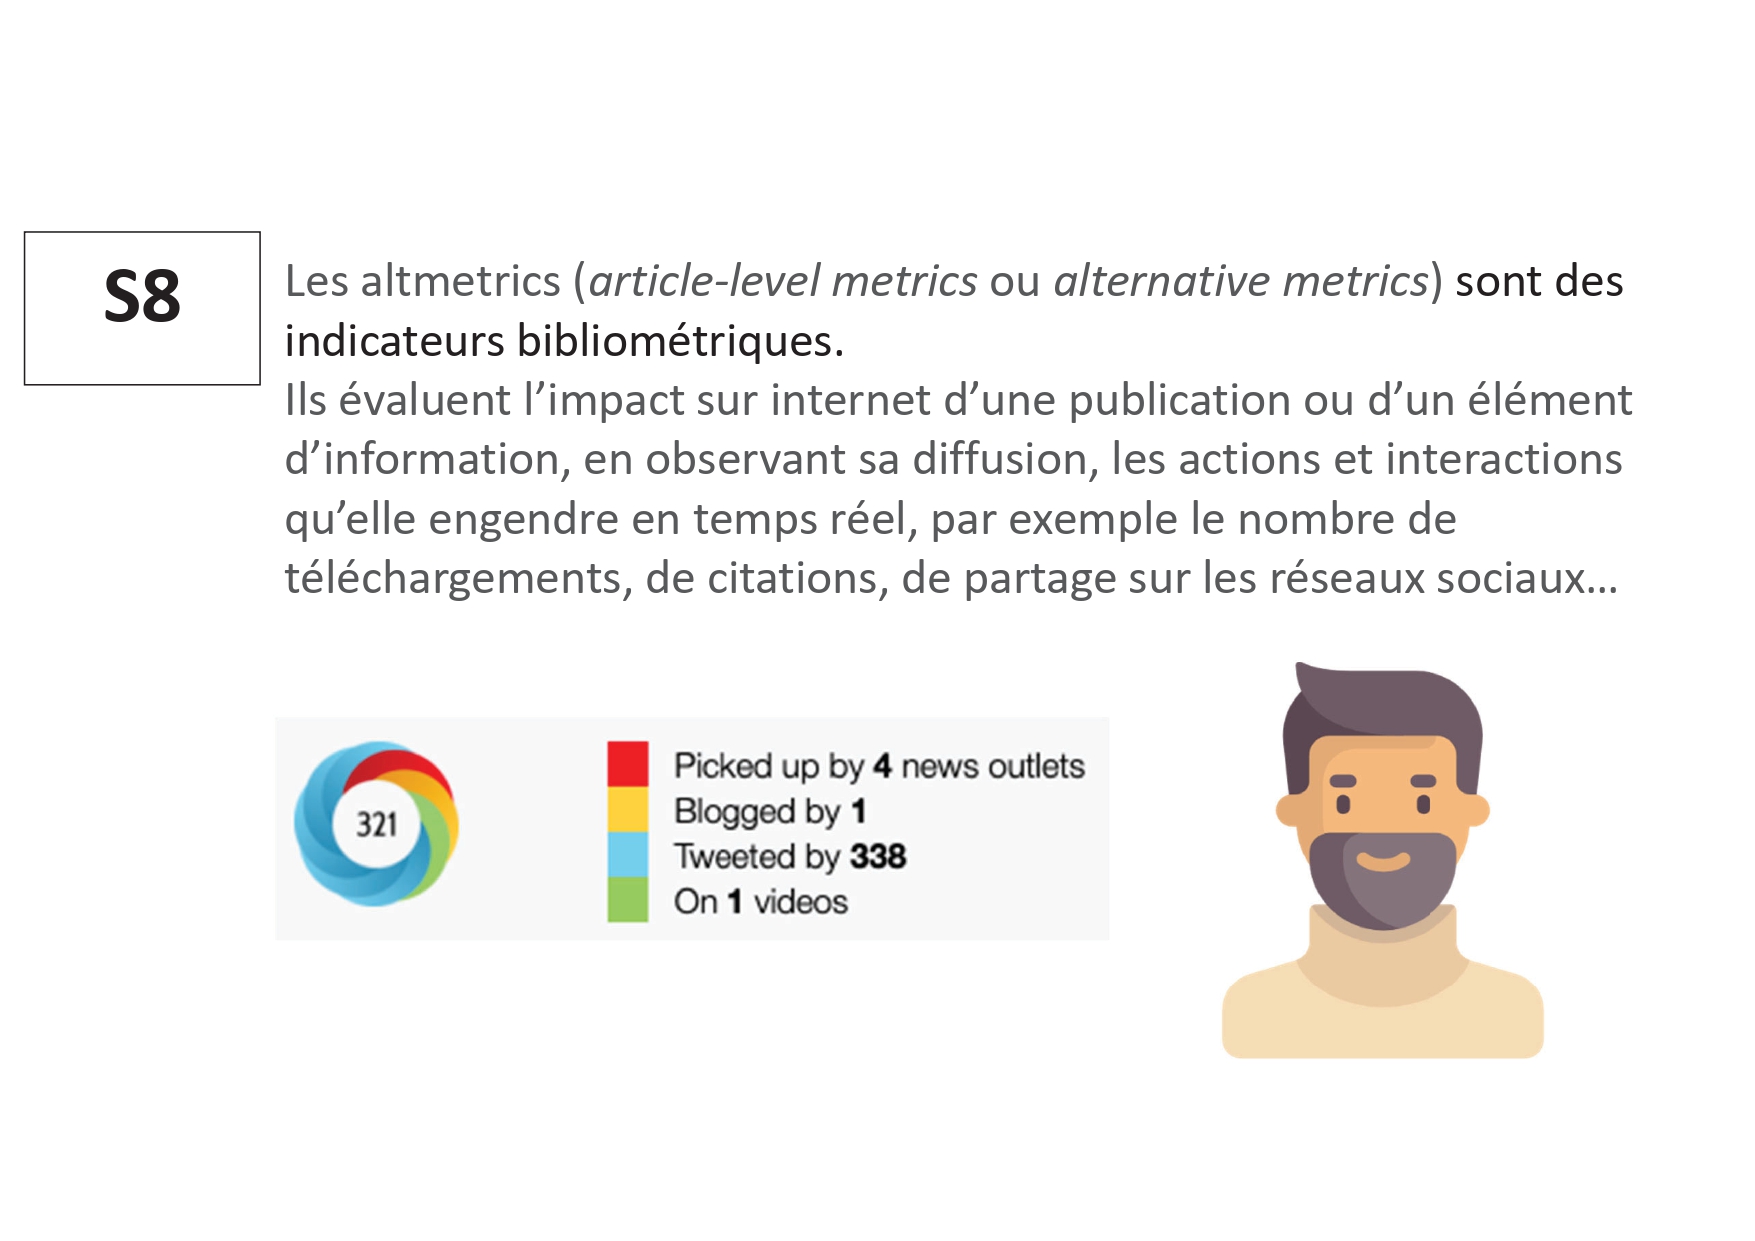 S8
Les altmetrics (article-level metrics ou alternative metrics) sont des
indicateurs bibliométriques.
Ils évaluent l’impact sur internet d’une publication ou d’un élément
d’information, en observant sa diffusion, les actions et interactions
qu’elle engendre en temps réel, par exemple le nombre de
téléchargements, de citations, de partage sur les réseaux sociaux…
321
Picked up by 4 news outlets
Blogged by 1
Tweeted by 338
On 1 videos